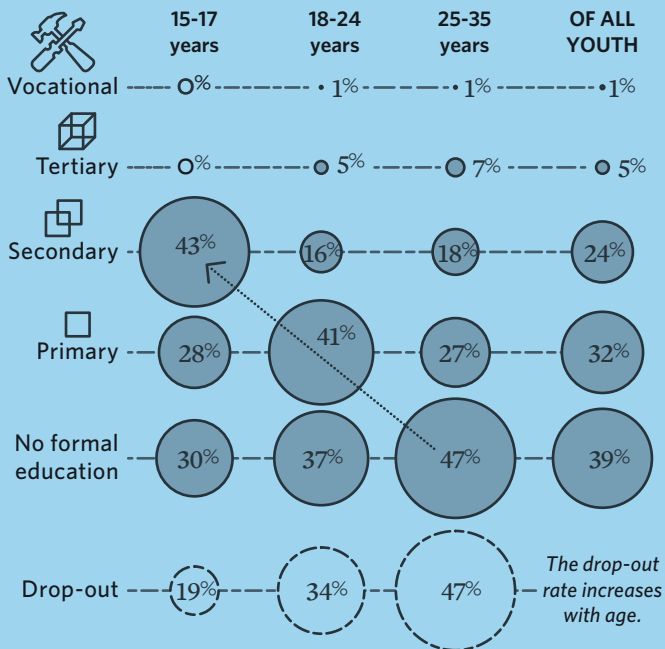 15-17 years
18-24 years
25-35 years
OF ALL YOUTH
Vocational 0% 1% 1% 1%
Tertiary 0% 5% 7% 5%
Secondary 43% 16% 18% 24%
Primary 28% 41% 27% 32%
No formal education 30% 37% 47% 39%
Drop-out 19% 34% 47%
The drop-out
rate increases
with age.